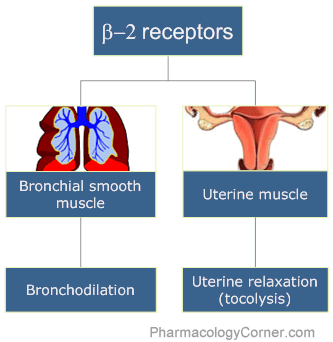 β–2 receptors
Bronchial smooth
muscle
Uterine muscle
Bronchodilation
Uterine relaxation
(tocolysis)
PharmacologyCorner.com